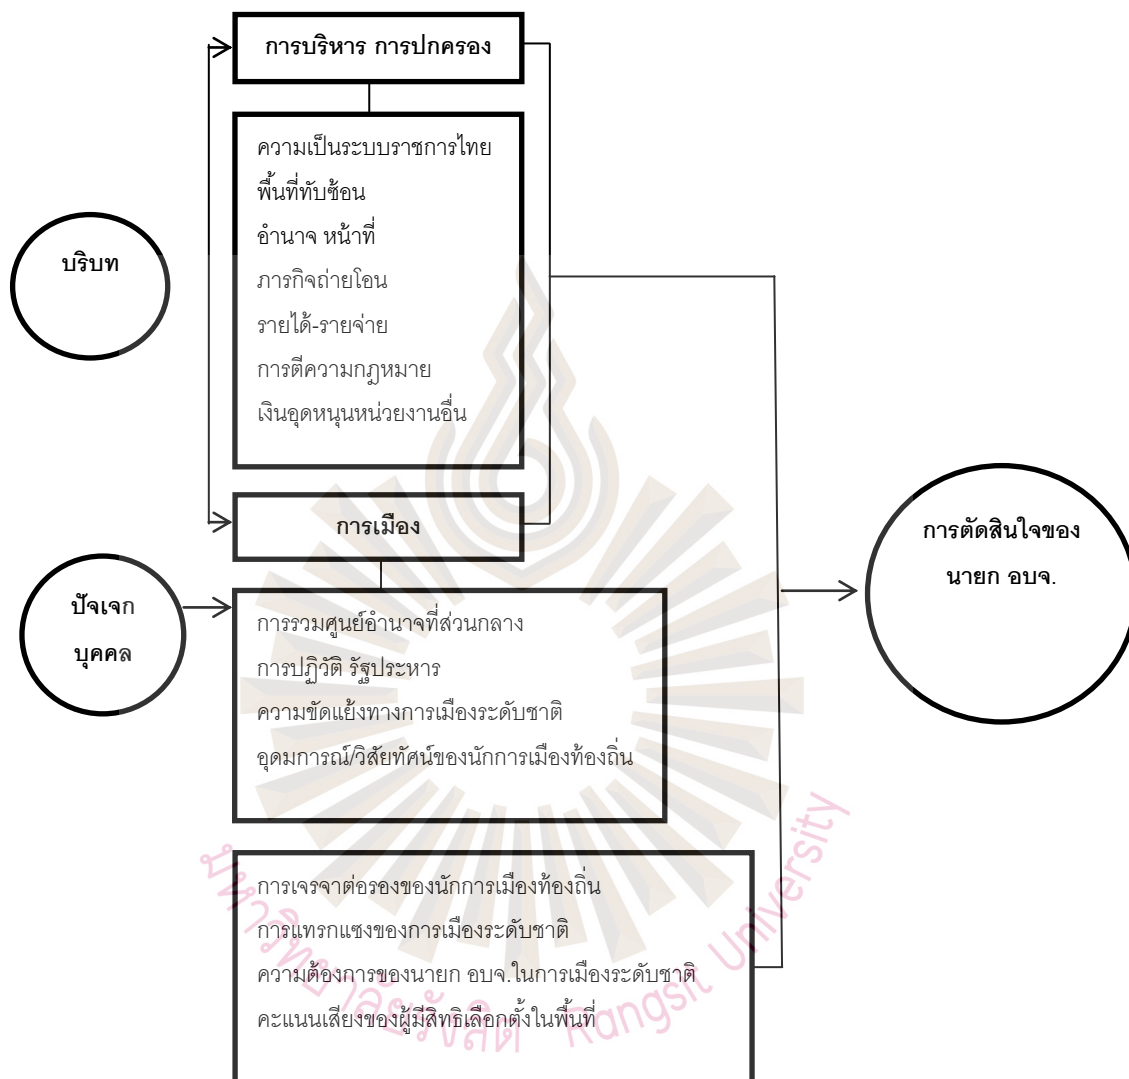 การบริหาร การปกครอง
ความเป็นระบบราชการไทย
พื้นที่ทับซ้อน
อำนาจ หน้าที่
ภารกิจถ่ายโอน
รายได้-รายจ่าย
การตีความกฎหมาย
เงินอุดหนุนหน่วยงานอื่น
บริบท
การเมือง
ปัจเจก
บุคคล
การรวมศูนย์อำนาจที่ส่วนกลาง
การปฏิวัติ รัฐประหาร
ความขัดแย้งทางการเมืองระดับชาติ
อุดมการณ์/วิสัยทัศน์ของนักการเมืองท้องถิ่น
การเจรจาต่อรองของนักการเมืองท้องถิ่น
การแทรกแซงของการเมืองระดับชาติ
ความต้องการของนายก อบจ.ในการเมืองระดับชาติ
คะแนนเสียงของผู้มีสิทธิเลือกตั้งในพื้นที่
การตัดสินใจของ
นายก อบจ.
มหาวิทยาลัยรังสิต Rangsit University